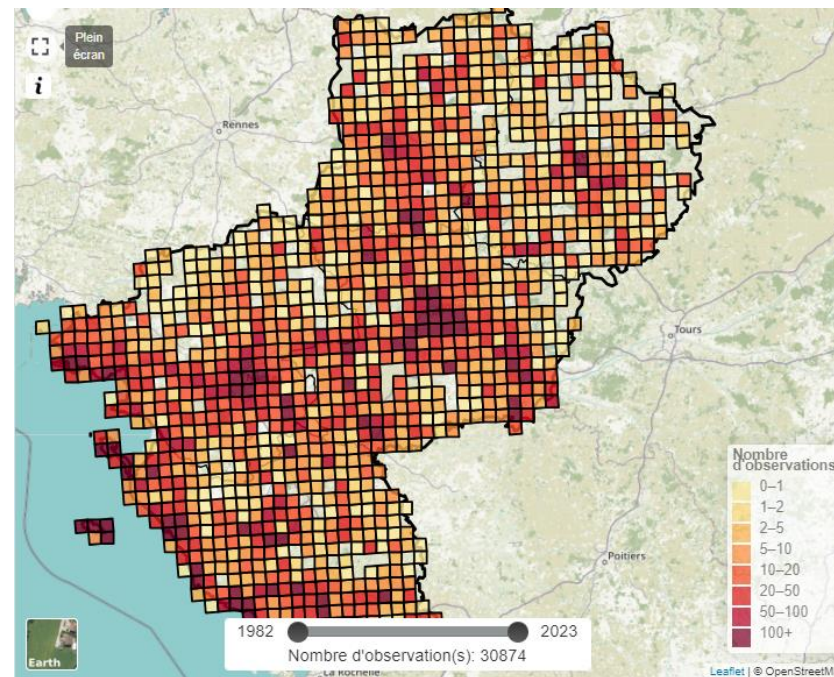 Plein
écran
i
Rennes
Tours
Nombre
d'observations
0–1
1–2
2–5
5–10
10–20
20–50
50–100
100+
Poitiers
1982
2023
Nombre d'observation(s): 30874
Earth
La Rochelle
Leaflet | © OpenStreetM